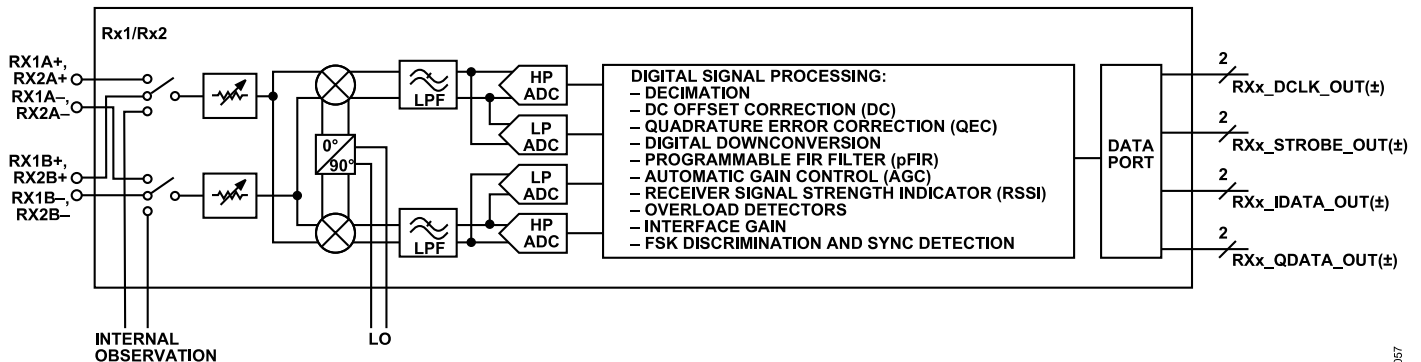 Rx1/Rx2
RX1A+,
RX2A+
RX1A–,
RX2A–
RX1B+,
RX2B+
RX1B–,
RX2B–
LPF
HP
ADC
LP
ADC
0°
90°
LP
ADC
HP
ADC
LPF
DIGITAL SIGNAL PROCESSING:
– DECIMATION
– DC OFFSET CORRECTION (DC)
– QUADRATURE ERROR CORRECTION (QEC)
– DIGITAL DOWNCONVERSION
– PROGRAMMABLE FIR FILTER (pFIR)
– AUTOMATIC GAIN CONTROL (AGC)
– RECEIVER SIGNAL STRENGTH INDICATOR (RSSI)
– OVERLOAD DETECTORS
– INTERFACE GAIN
– FSK DISCRIMINATION AND SYNC DETECTION
DATA
PORT
2
RXx_DCLK_OUT(±)
2
RXx_STROBE_OUT(±)
2
RXx_IDATA_OUT(±)
2
RXx_QDATA_OUT(±)
INTERNAL
OBSERVATION
LO
057